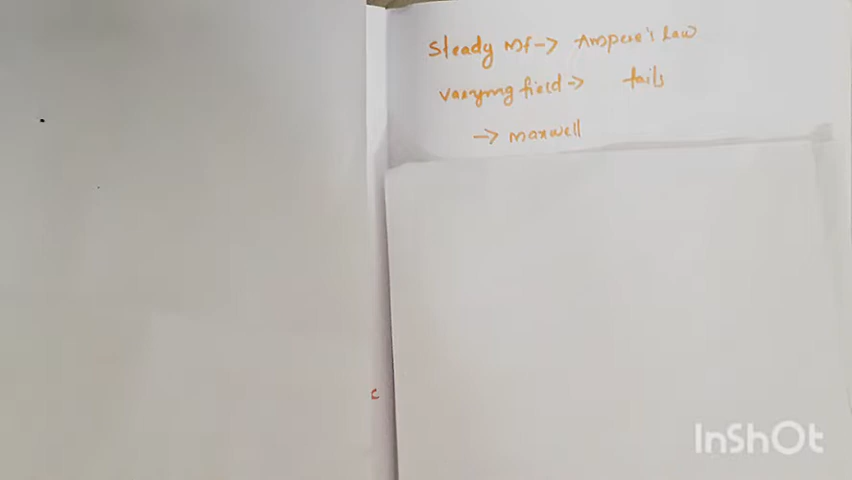 Steady Mf → Ampere's Law
varying field → fails
→ maxwell
c
InShOt